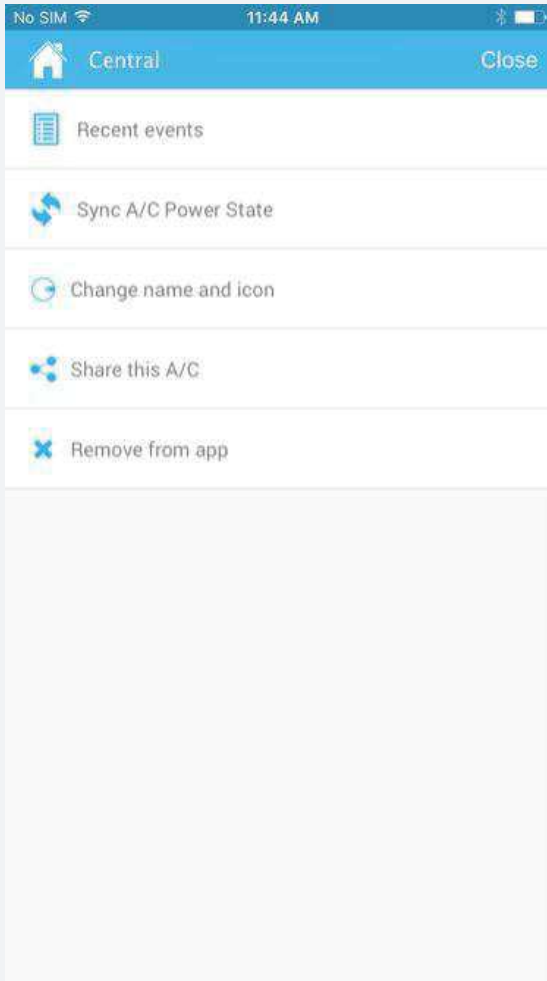 No SIM 11:44 AM
Central Close
Recent events
Sync A/C Power State
Change name and icon
Share this A/C
Remove from app